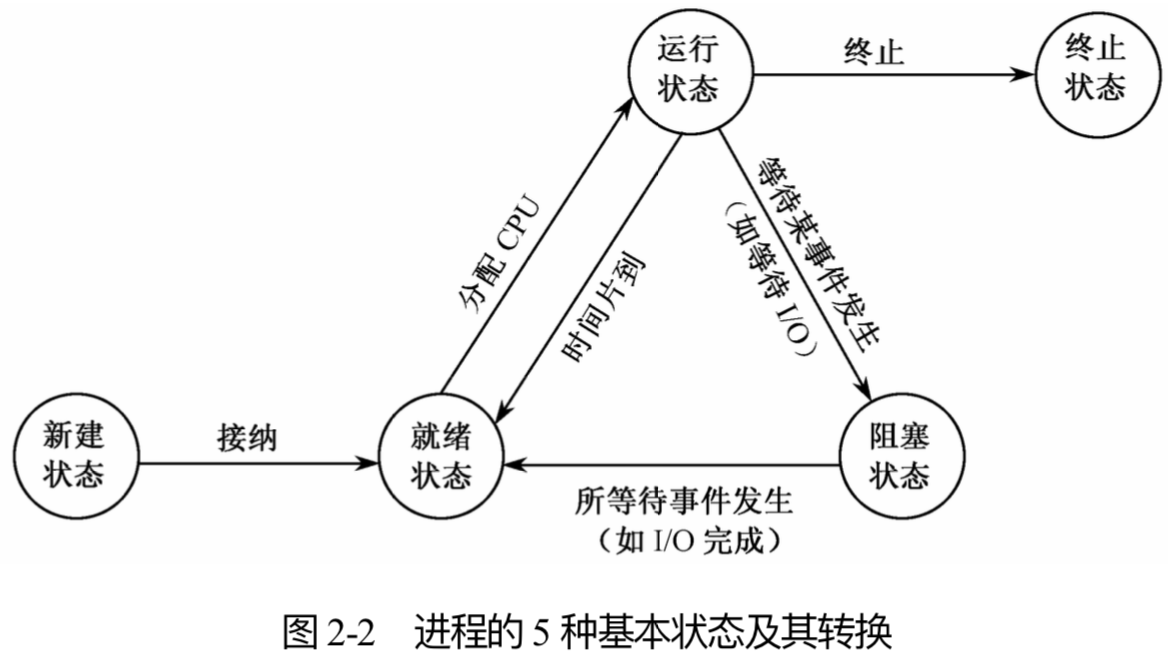 运行
状态
终止
终止
状态
分配 CPU
时间片到
等待某事件发生
（如等待 I/O）
新建
状态
接纳
就绪
状态
阻塞
状态
所等待事件发生
（如 I/O 完成）
图 2-2 进程的 5 种基本状态及其转换